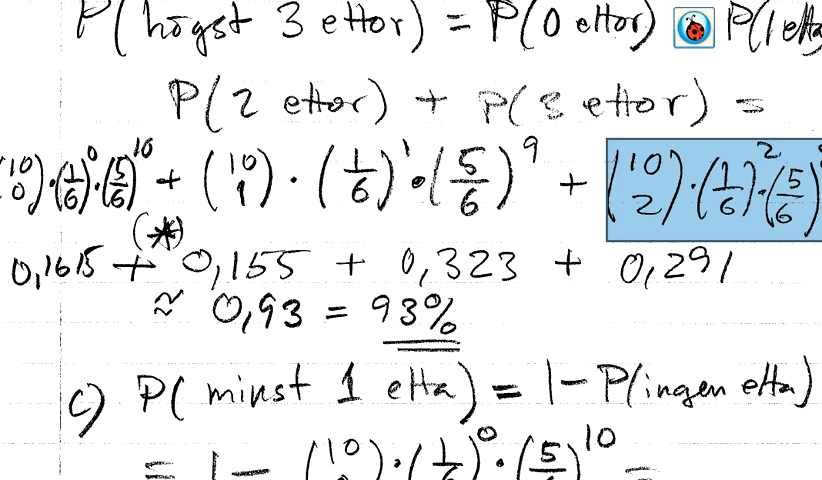 P(högst 3 ettor) = P(0 ettor) P(1 etta
P(2 ettor) + P(3 ettor) =
(10 0)·(1/6)^0·(5/6)^10 + (10 1)·(1/6)^1·(5/6)^9 + (10 2)·(1/6)^2·(5/6)
(*)
0,1615 + 0,155 + 0,323 + 0,291
≈ 0,93 = 93%
c) P(minst 1 etta) = 1-P(ingen etta)
= 1 - (10 0)·(1/6)^0·(5/6)^10 =